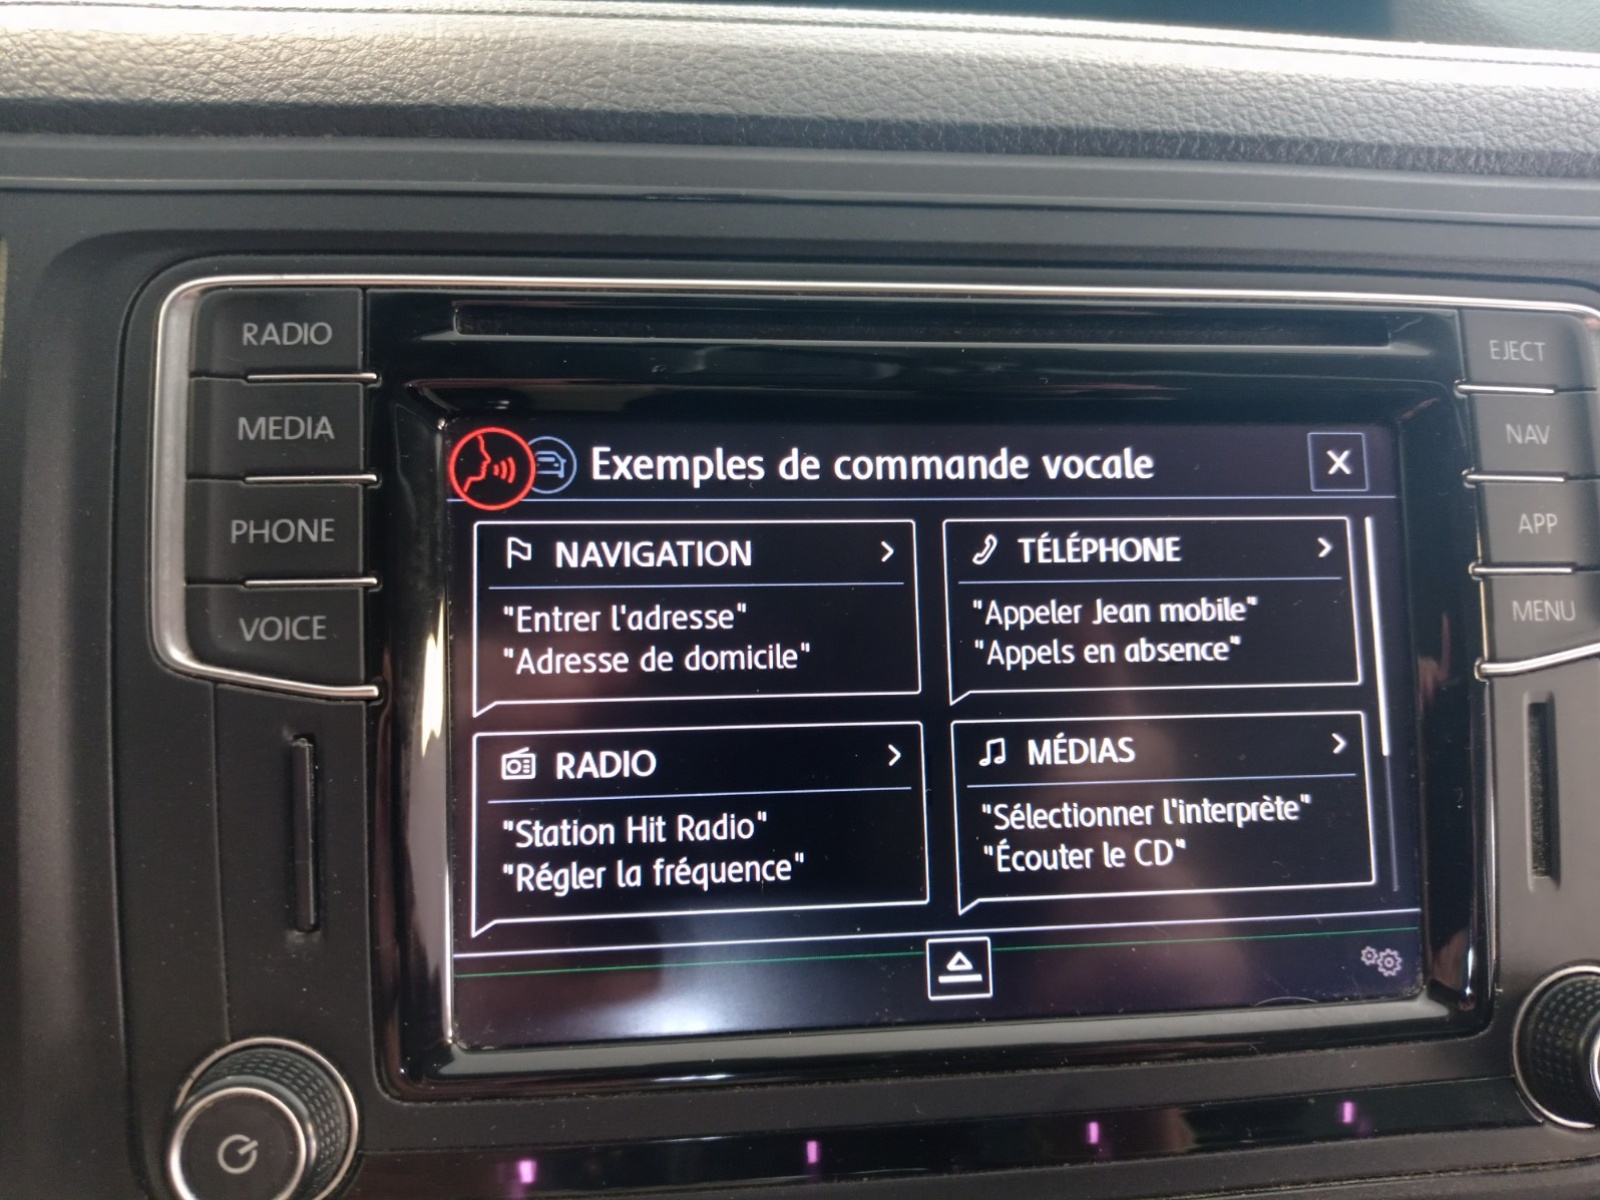 RADIO
MEDIA
PHONE
VOICE
EJECT
NAV
APP
MENU
Exemples de commande vocale
NAVIGATION
"Entrer l'adresse"
"Adresse de domicile"
TÉLÉPHONE
"Appeler Jean mobile"
"Appels en absence"
RADIO
"Station Hit Radio"
"Régler la fréquence"
MÉDIAS
"Sélectionner l'interprète"
"Écouter le CD"